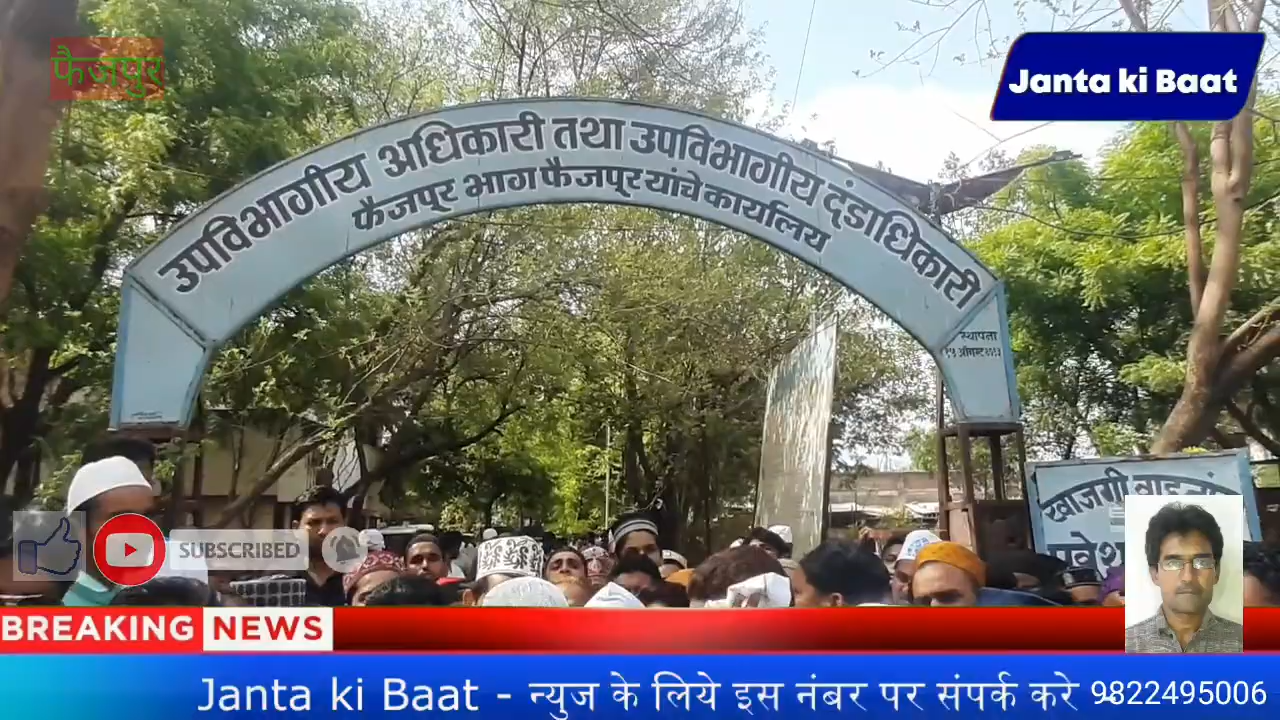 फैजपुर
Janta ki Baat
उपविभागीय अधिकारी तथा उपविभागीय दंडाधिकारी
फैजपूर भाग फैजपूर यांचे कार्यालय
स्थापना
खाजगी
प्रवेश
SUBSCRIBED
BREAKING NEWS
Janta ki Baat - न्युज के लिये इस नंबर पर संपर्क करे 9822495006